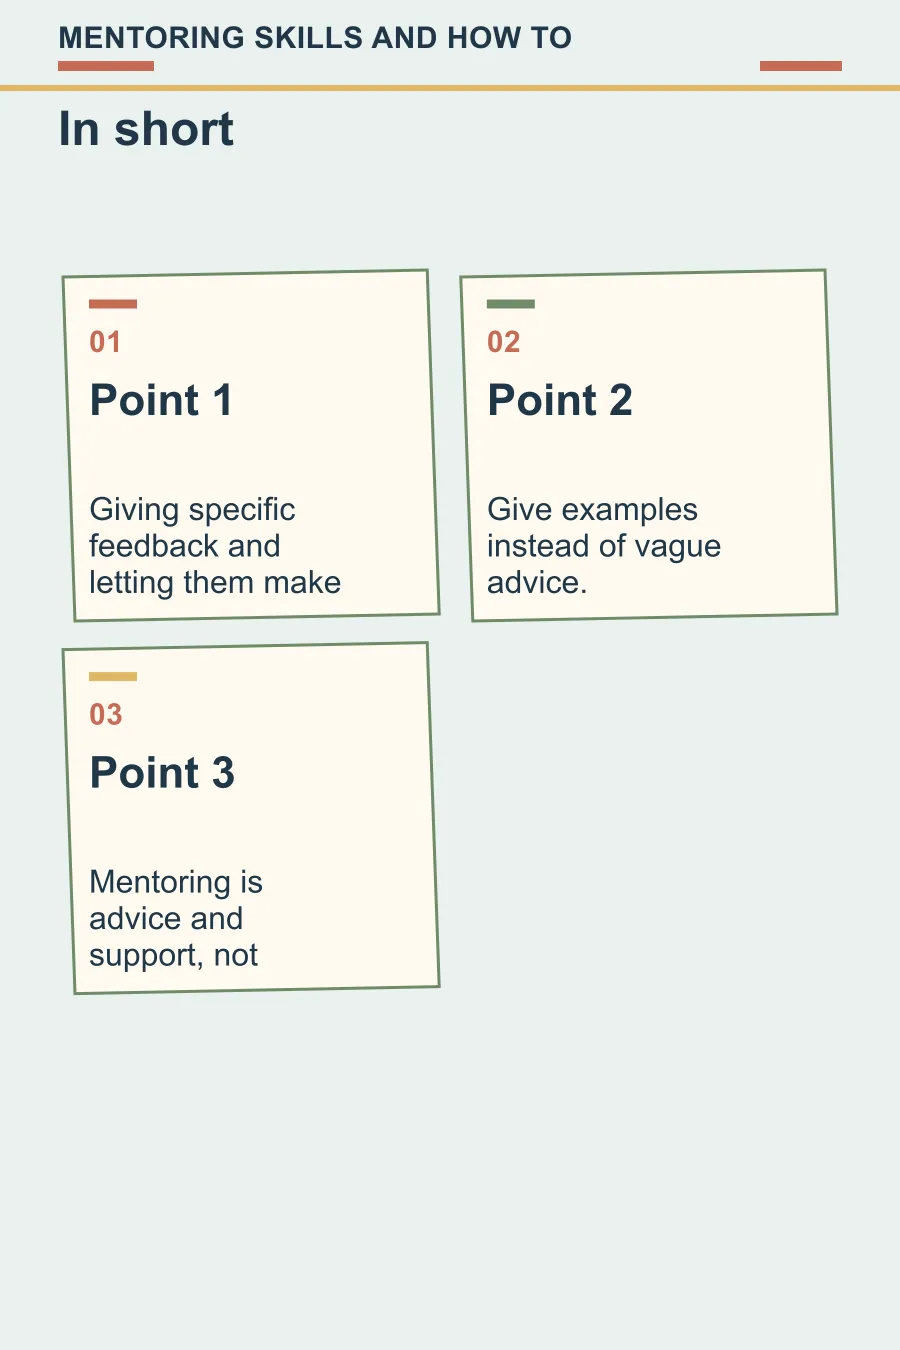 MENTORING SKILLS AND HOW TO
In short
01
Point 1
Giving specific
feedback and
letting them make
02
Point 2
Give examples
instead of vague
advice.
03
Point 3
Mentoring is
advice and
support, not